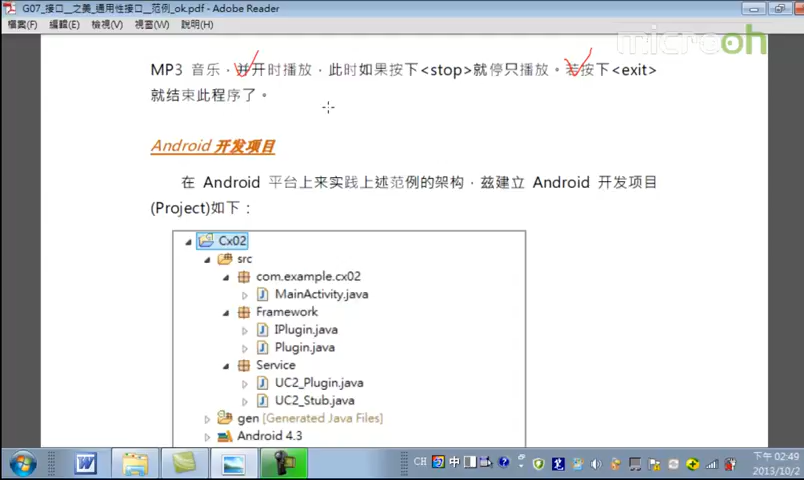 G07_接口__之美_通用性接口__范例_ok.pdf - Adobe Reader
檔案(F) 編輯(E) 檢視(V) 視窗(W) 說明(H)
microoh
MP3 音乐，并开时播放，此时如果按下<stop>就停只播放。若按下<exit>
就结束此程序了。
Android 开发项目
在 Android 平台上来实践上述范例的架构，兹建立 Android 开发项目
(Project)如下：
Cx02
src
com.example.cx02
MainActivity.java
Framework
IPlugin.java
Plugin.java
Service
UC2_Plugin.java
UC2_Stub.java
gen [Generated Java Files]
Android 4.3
CH 中
下午 02:49
2013/10/2